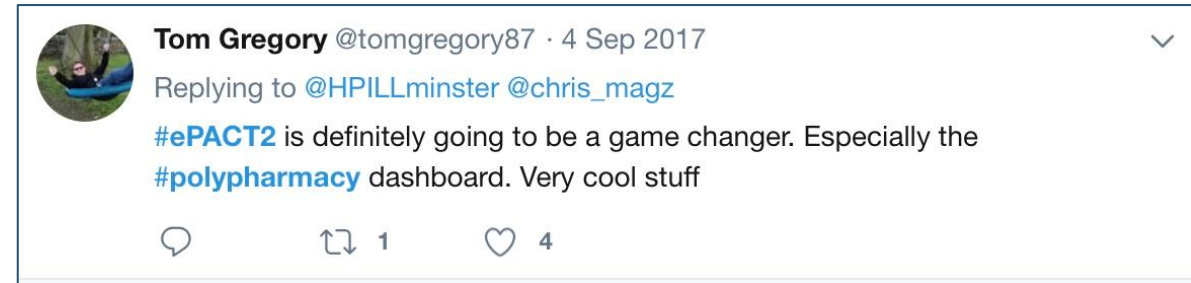 Tom Gregory @tomgregory87 · 4 Sep 2017
Replying to @HPILLminster @chris_magz
#ePACT2 is definitely going to be a game changer. Especially the
#polypharmacy dashboard. Very cool stuff
1 4